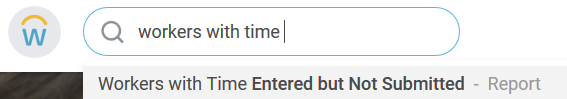 w
workers with time
Workers with Time Entered but Not Submitted - Report